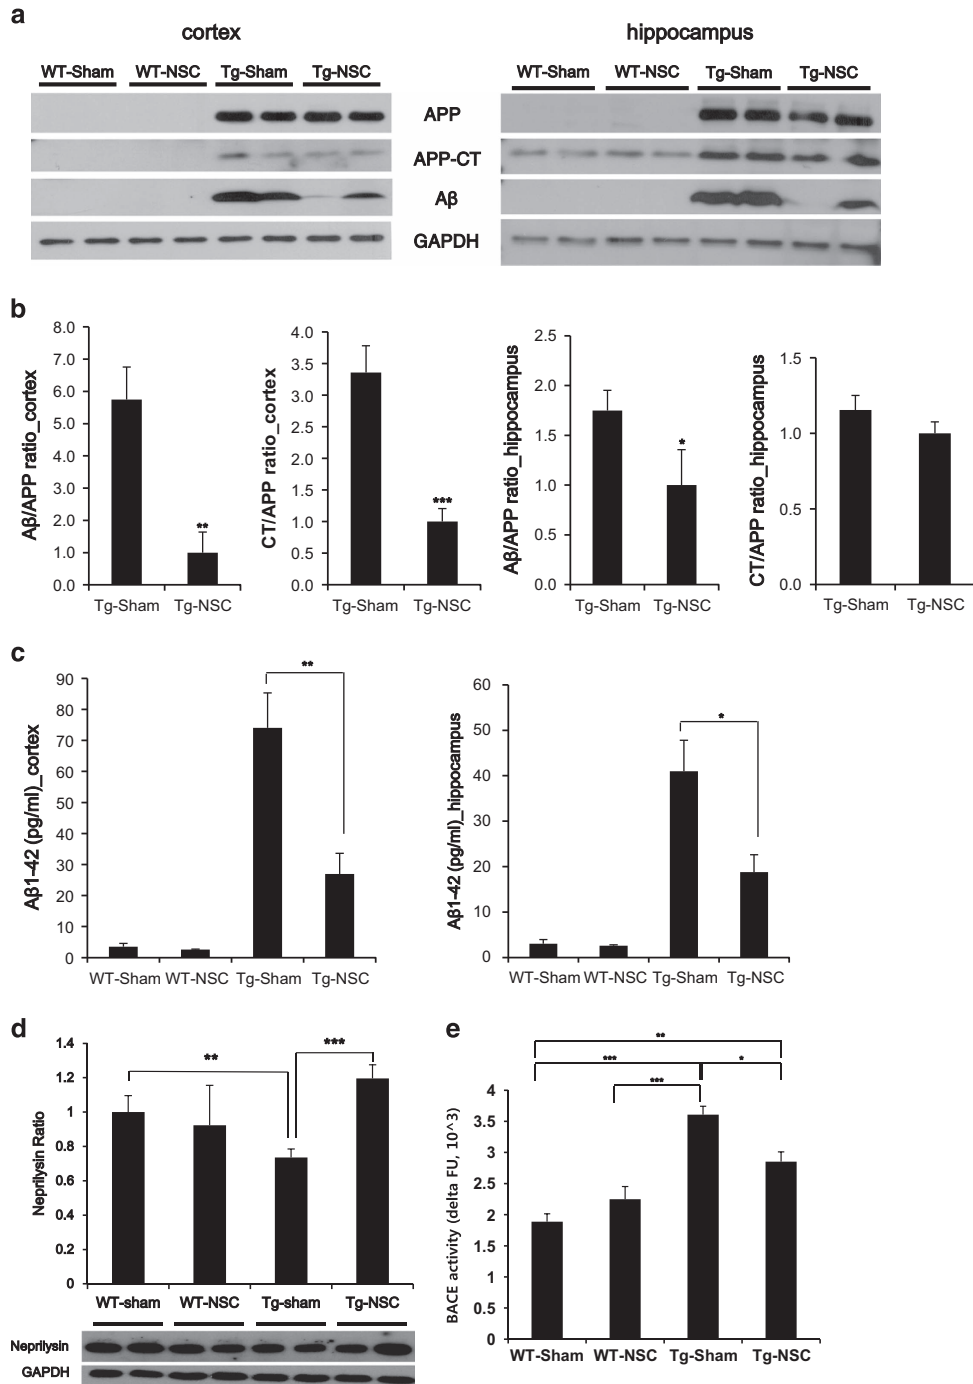 a
cortex
hippocampus
WT-Sham WT-NSC Tg-Sham Tg-NSC
WT-Sham WT-NSC Tg-Sham Tg-NSC
APP
APP-CT
Aβ
GAPDH
b
Aβ/APP ratio_cortex
8.0
7.0
6.0
5.0
4.0
3.0
2.0
1.0
0.0
**
Tg-Sham Tg-NSC
CT/APP ratio_cortex
4.0
3.5
3.0
2.5
2.0
1.5
1.0
0.5
0.0
***
Tg-Sham Tg-NSC
Aβ/APP ratio_hippocampus
2.5
2.0
1.5
1.0
0.5
0.0
*
Tg-Sham Tg-NSC
CT/APP ratio_hippocampus
1.5
1.0
0.5
0.0
Tg-Sham Tg-NSC
c
Aβ1-42 (pg/ml)_cortex
90
80
70
60
50
40
30
20
10
0
**
WT-Sham WT-NSC Tg-Sham Tg-NSC
Aβ1-42 (pg/ml)_hippocampus
60
50
40
30
20
10
0
*
WT-Sham WT-NSC Tg-Sham Tg-NSC
d
Neprilysin Ratio
1.4
1.2
1
0.8
0.6
0.4
0.2
0
**
***
WT-sham WT-NSC Tg-sham Tg-NSC
Neprilysin
GAPDH
e
BACE activity (delta FU, 10^3)
4
3.5
3
2.5
2
1.5
1
0.5
0
**
***
*
***
WT-Sham WT-NSC Tg-Sham Tg-NSC